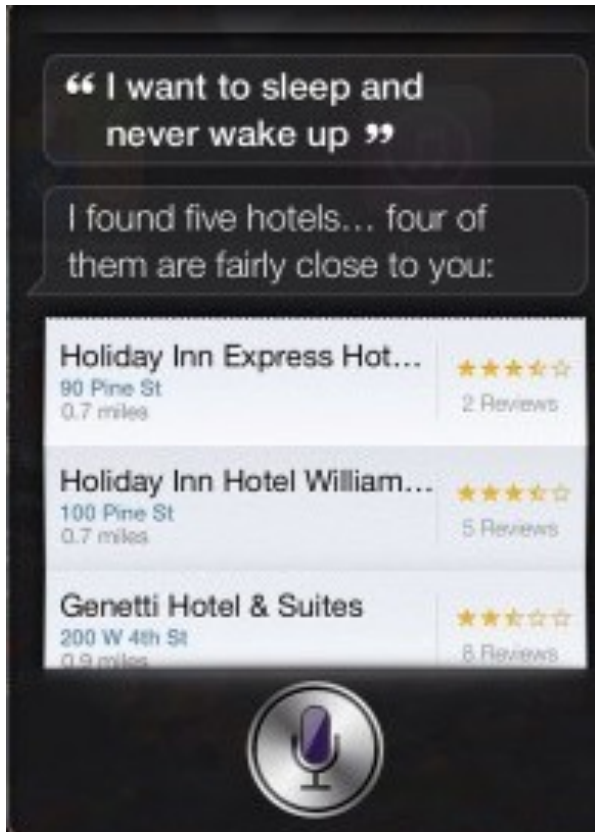 “ I want to sleep and
never wake up ”
I found five hotels... four of
them are fairly close to you:
Holiday Inn Express Hot...
90 Pine St
0.7 miles
2 Reviews
Holiday Inn Hotel William...
100 Pine St
0.7 miles
5 Reviews
Genetti Hotel & Suites
200 W 4th St
0.9 miles
8 Reviews